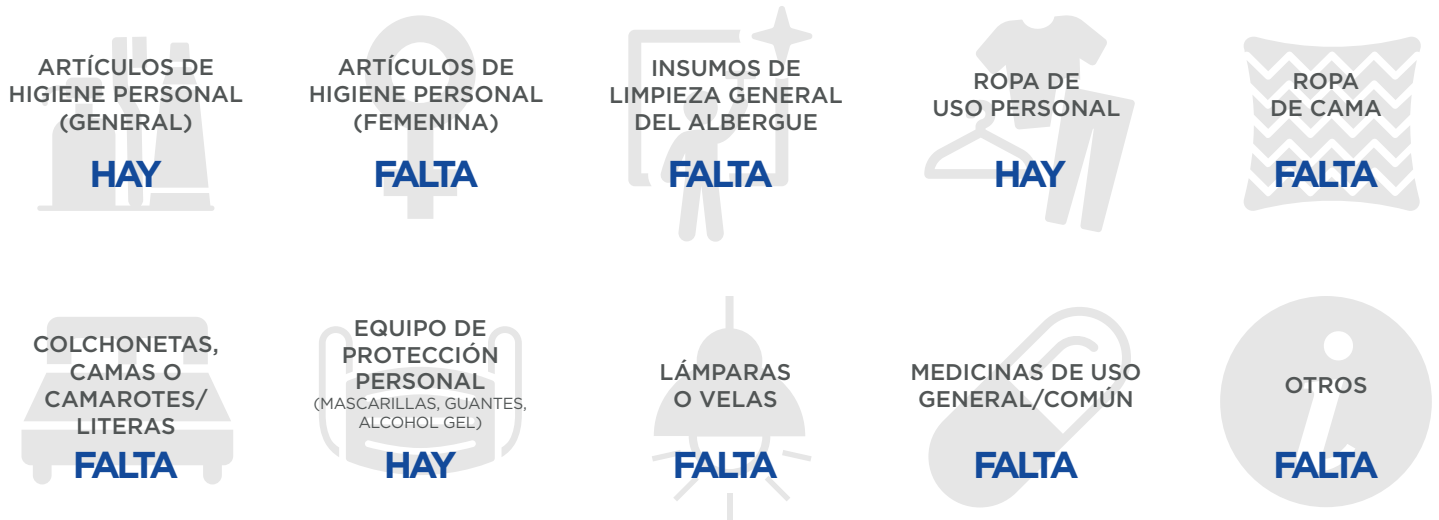 ARTÍCULOS DE
HIGIENE PERSONAL
(GENERAL)
HAY
ARTÍCULOS DE
HIGIENE PERSONAL
(FEMENINA)
FALTA
INSUMOS DE
LIMPIEZA GENERAL
DEL ALBERGUE
FALTA
ROPA DE
USO PERSONAL
HAY
ROPA
DE CAMA
FALTA
COLCHONETAS,
CAMAS O
CAMAROTES/
LITERAS
FALTA
EQUIPO DE
PROTECCIÓN
PERSONAL
(MASCARILLAS, GUANTES,
ALCOHOL GEL)
HAY
LÁMPARAS
O VELAS
FALTA
MEDICINAS DE USO
GENERAL/COMÚN
FALTA
OTROS
FALTA